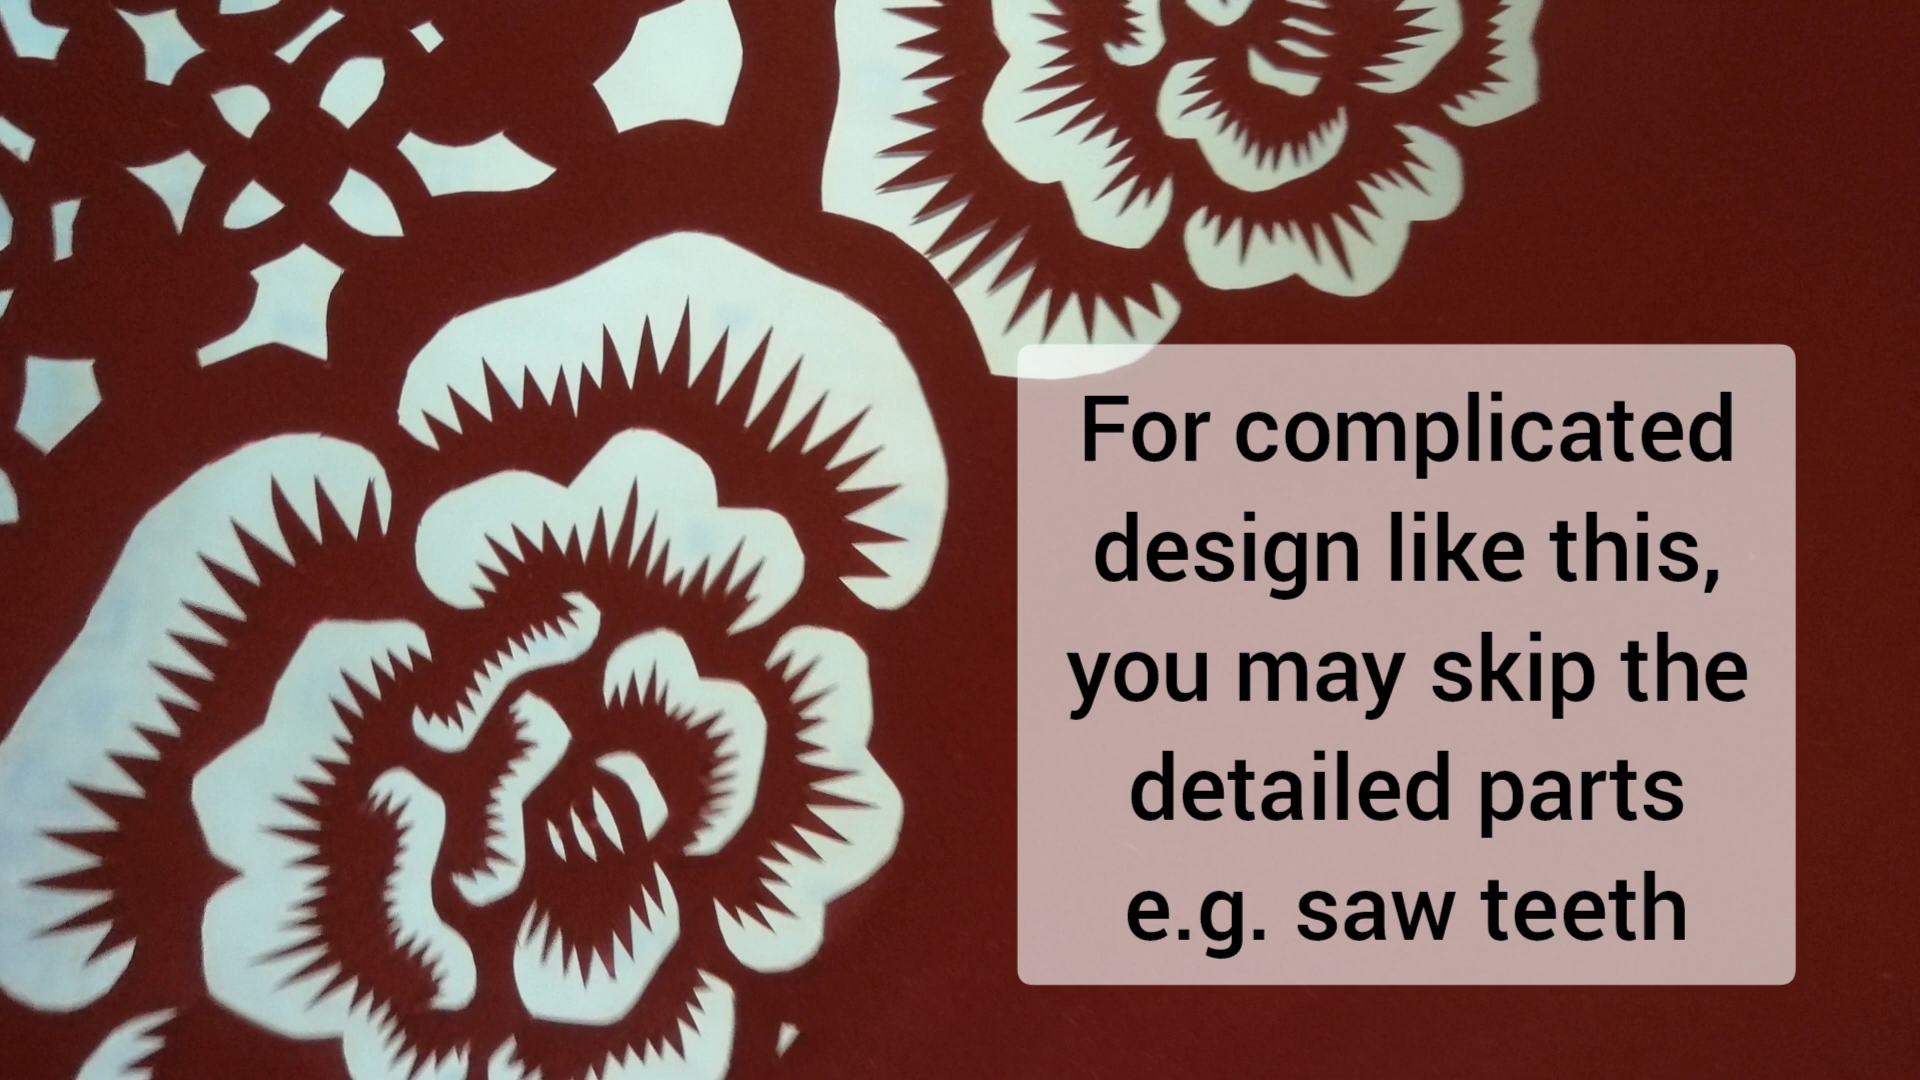 For complicated
design like this,
you may skip the
detailed parts
e.g. saw teeth